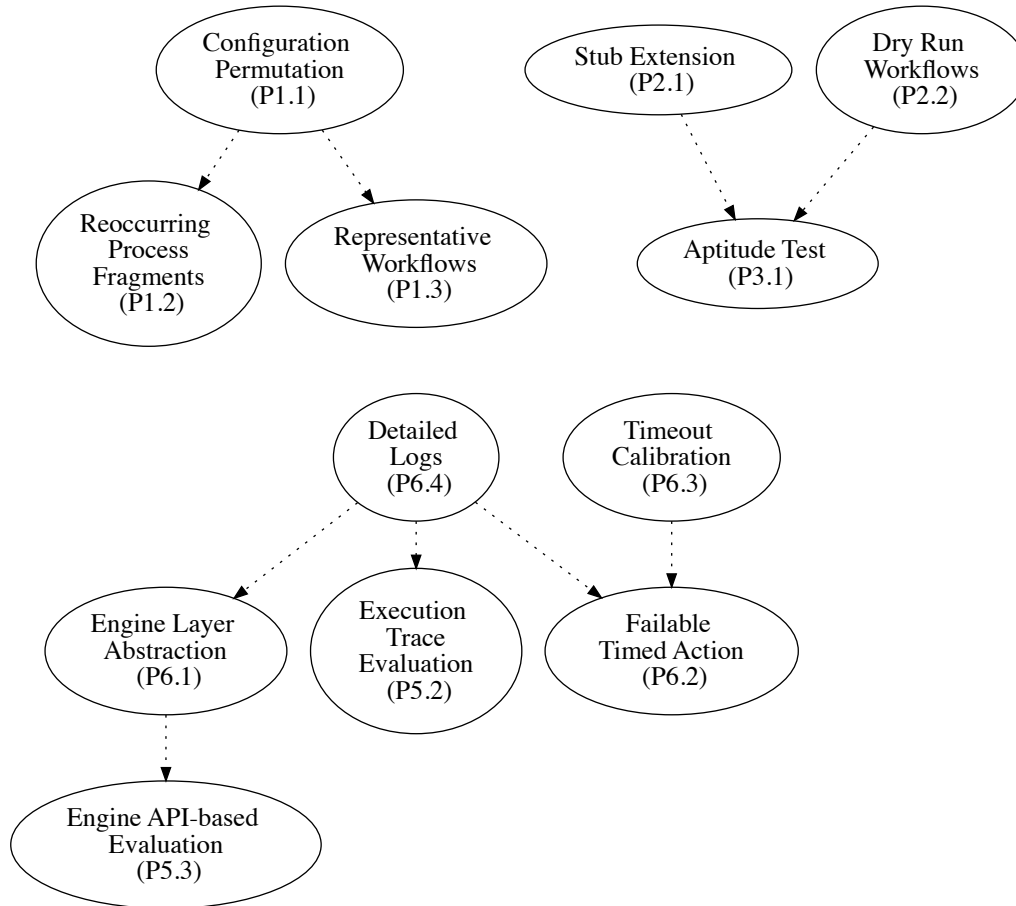 Configuration
Permutation
(P1.1)
Stub Extension
(P2.1)
Dry Run
Workflows
(P2.2)
Reoccurring
Process
Fragments
(P1.2)
Representative
Workflows
(P1.3)
Aptitude Test
(P3.1)
Detailed
Logs
(P6.4)
Timeout
Calibration
(P6.3)
Engine Layer
Abstraction
(P6.1)
Execution
Trace
Evaluation
(P5.2)
Failable
Timed Action
(P6.2)
Engine API-based
Evaluation
(P5.3)